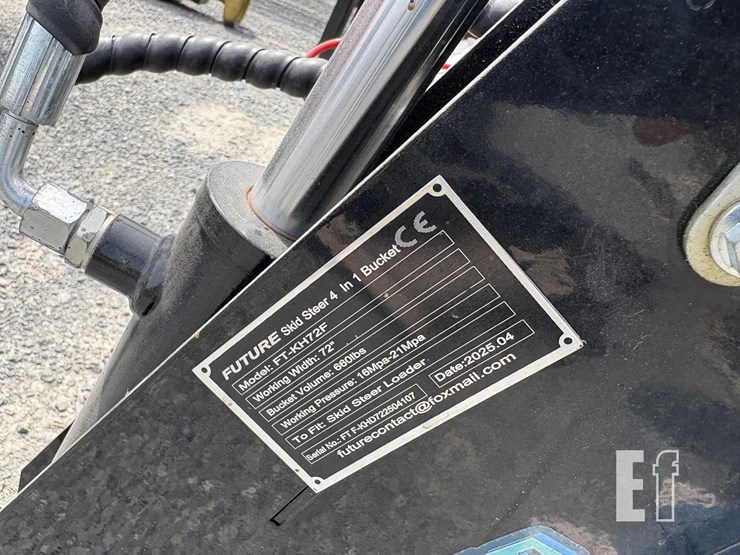 FUTURE Skid Steer 4 In 1 Bucket CE
Model: FT-KH72F
Working Width: 72"
Bucket Volume: 660lbs
Working Pressure: 16Mpa-21Mpa
To Fit: Skid Steer Loader
Serial No.: FT F-KHD722504107 Date:2025.04
futurecontact@foxmail.com
Ef